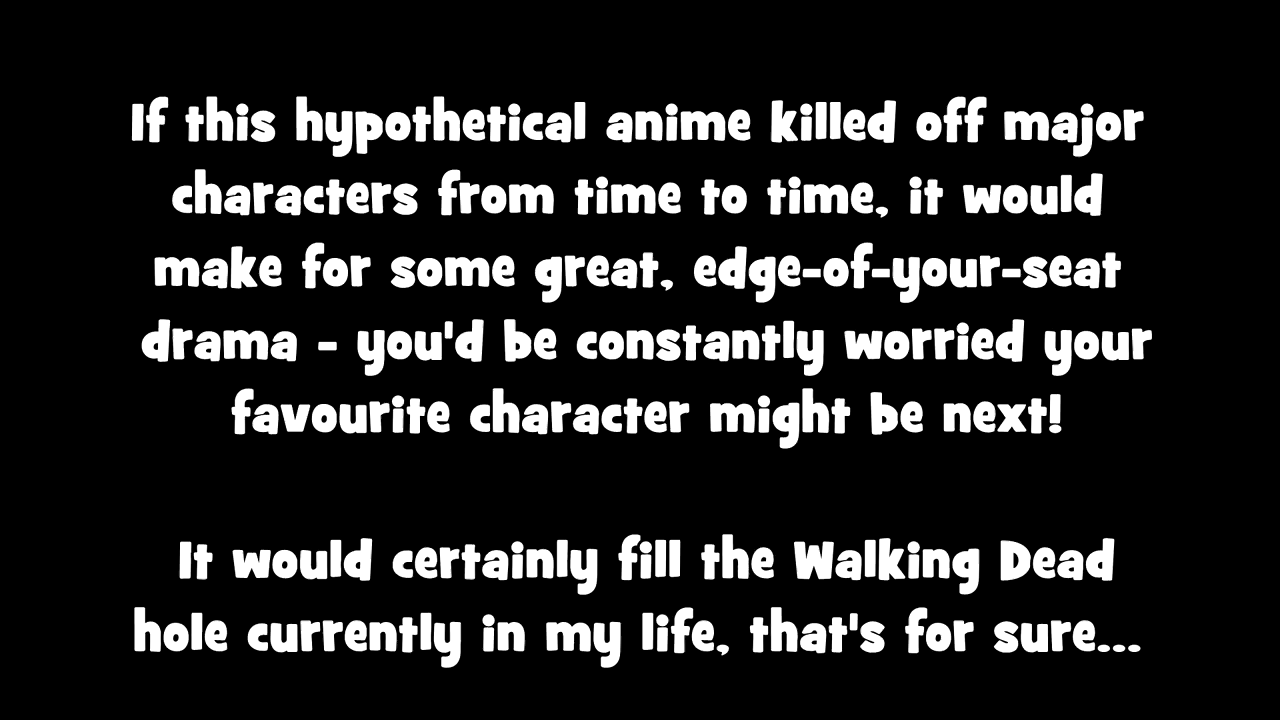 If this hypothetical anime killed off major
characters from time to time, it would
make for some great, edge-of-your-seat
drama - you'd be constantly worried your
favourite character might be next!
It would certainly fill the Walking Dead
hole currently in my life, that's for sure...